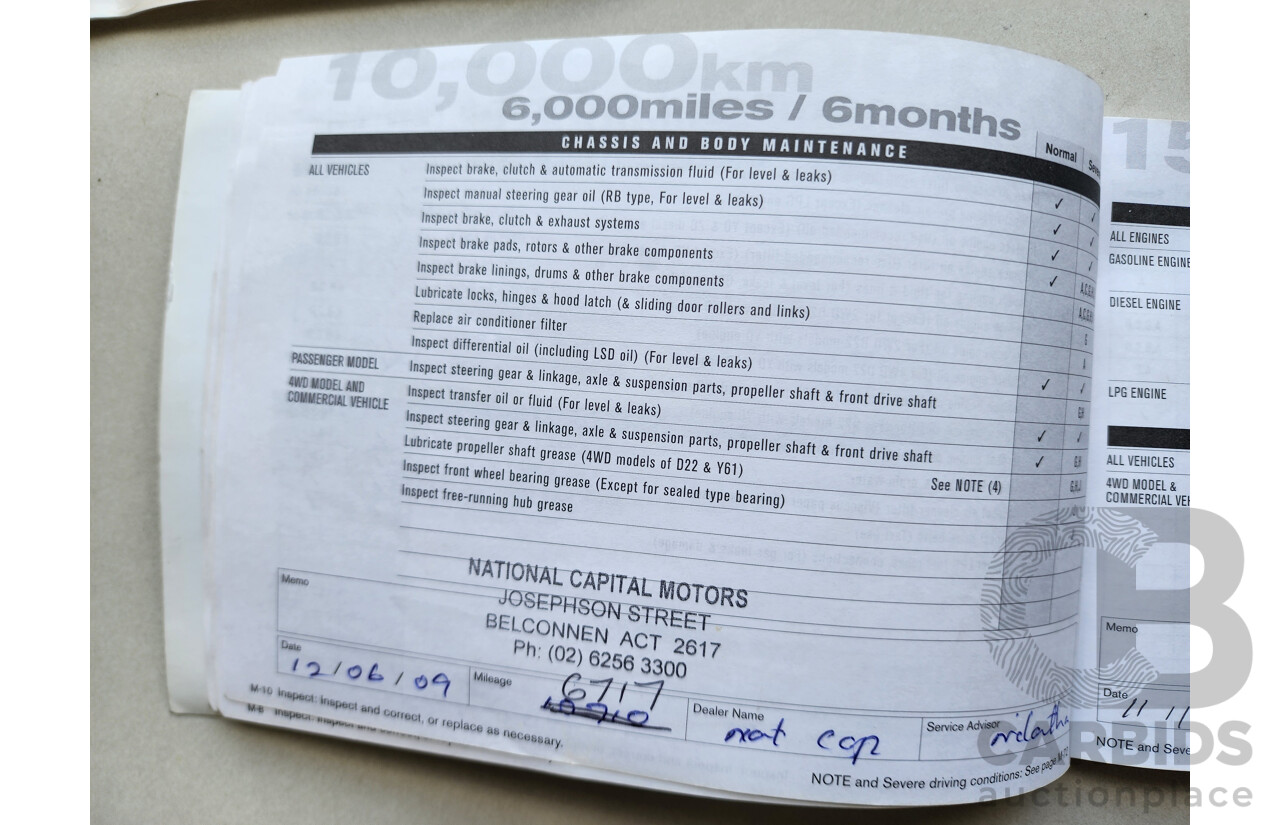 10,000km
6,000miles / 6months
CHASSIS AND BODY MAINTENANCE
Normal
ALL VEHICLES
Inspect brake, clutch & automatic transmission fluid (For level & leaks)
Inspect manual steering gear oil (RB type, For level & leaks)
✓
Inspect brake, clutch & exhaust systems
✓
Inspect brake pads, rotors & other brake components
✓
Inspect brake linings, drums & other brake components
✓
Lubricate locks, hinges & hood latch (& sliding door rollers and links)
Replace air conditioner filter
Inspect differential oil (including LSD oil) (For level & leaks)
PASSENGER MODEL
Inspect steering gear & linkage, axle & suspension parts, propeller shaft & front drive shaft
✓
4WD MODEL AND
COMMERCIAL VEHICLE
Inspect transfer oil or fluid (For level & leaks)
Inspect steering gear & linkage, axle & suspension parts, propeller shaft & front drive shaft
✓
Lubricate propeller shaft grease (4WD models of D22 & Y61)
See NOTE (4)
✓
Inspect front wheel bearing grease (Except for sealed type bearing)
Inspect free-running hub grease
NATIONAL CAPITAL MOTORS
JOSEPHSON STREET
BELCONNEN ACT 2617
Ph: (02) 6256 3300
Memo
Date
12/06/09
Mileage
6717
Dealer Name
nat cap
Service Advisor
M-10 Inspect: Inspect and correct, or replace as necessary.
M-8
NOTE and Severe driving conditions: See page M-12
15
ALL ENGINES
GASOLINE ENGINE
DIESEL ENGINE
LPG ENGINE
ALL VEHICLES
4WD MODEL &
COMMERCIAL VEH
Memo
Date
11 11
NOTE and Seve
CARBIDS
auctionplace